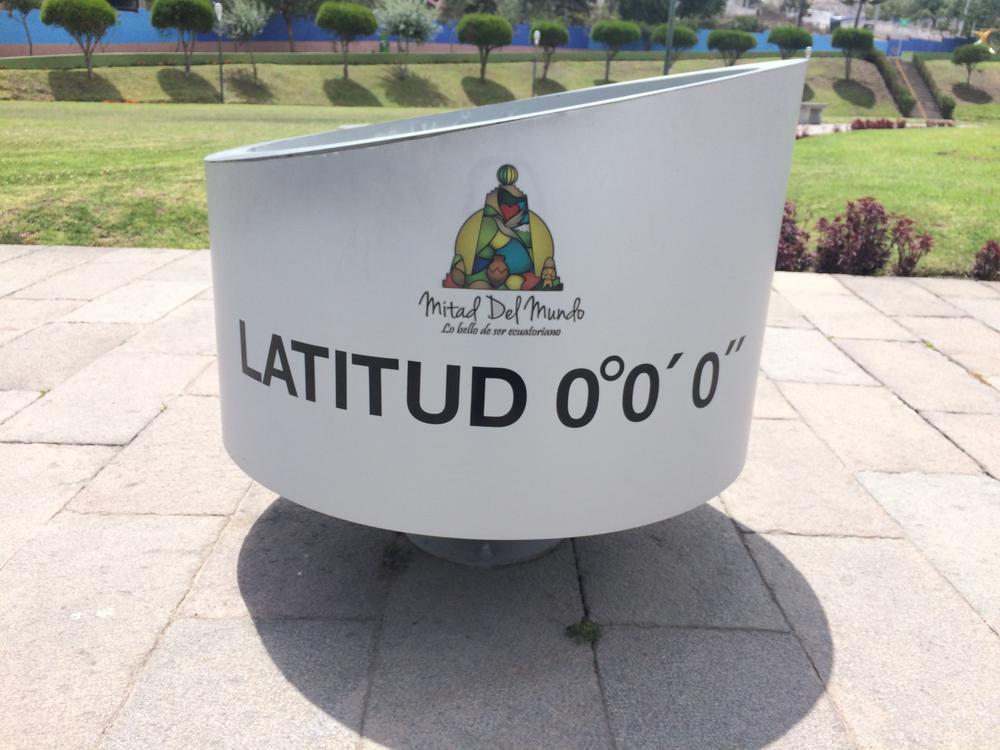 Mitad Del Mundo
Lo bello de ser ecuatoriano
LATITUD 0°0′ 0″